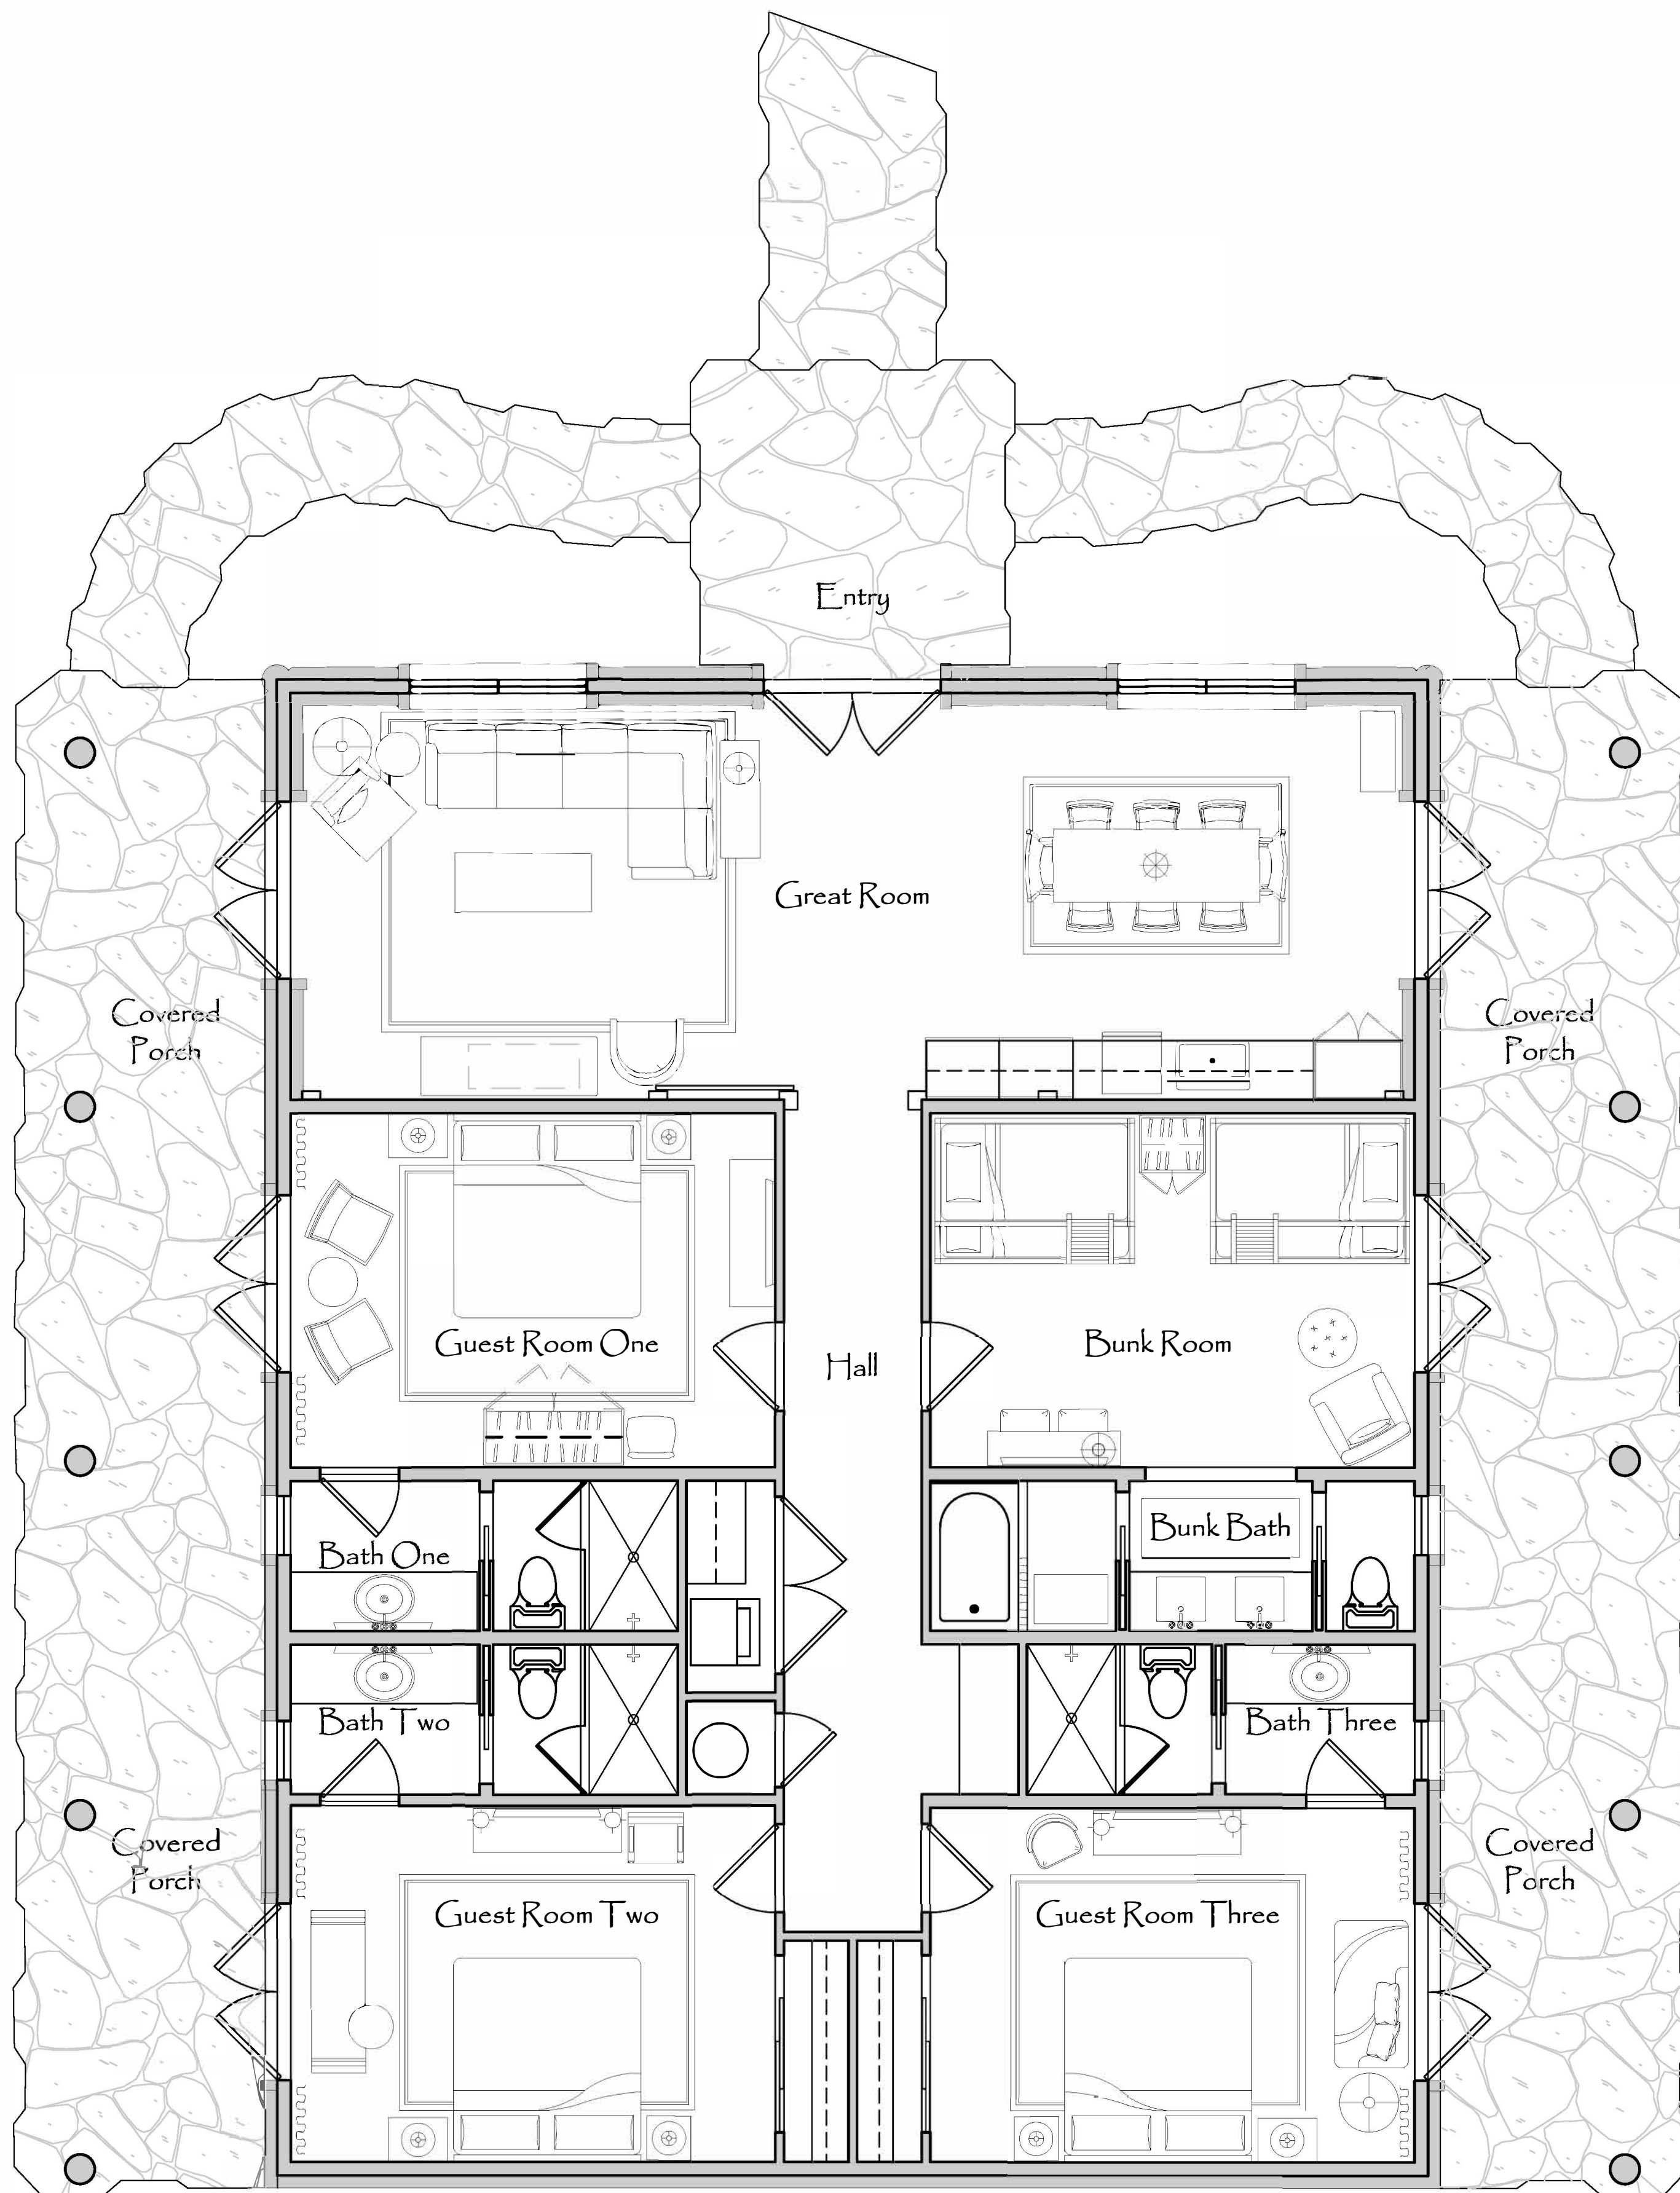 Entry
Great Room
Covered
Porch
Covered
Porch
Guest Room One
Hall
Bunk Room
Bath One
Bunk Bath
Bath Two
Bath Three
Covered
Porch
Guest Room Two
Guest Room Three
Covered
Porch